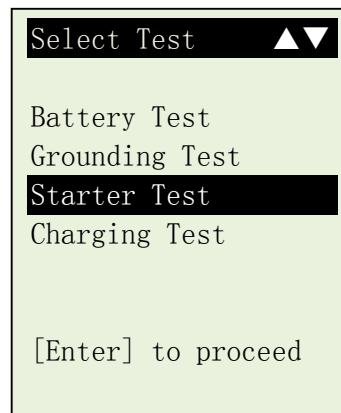 Select Test ▲▼
Battery Test
Grounding Test
Starter Test
Charging Test
[Enter] to proceed